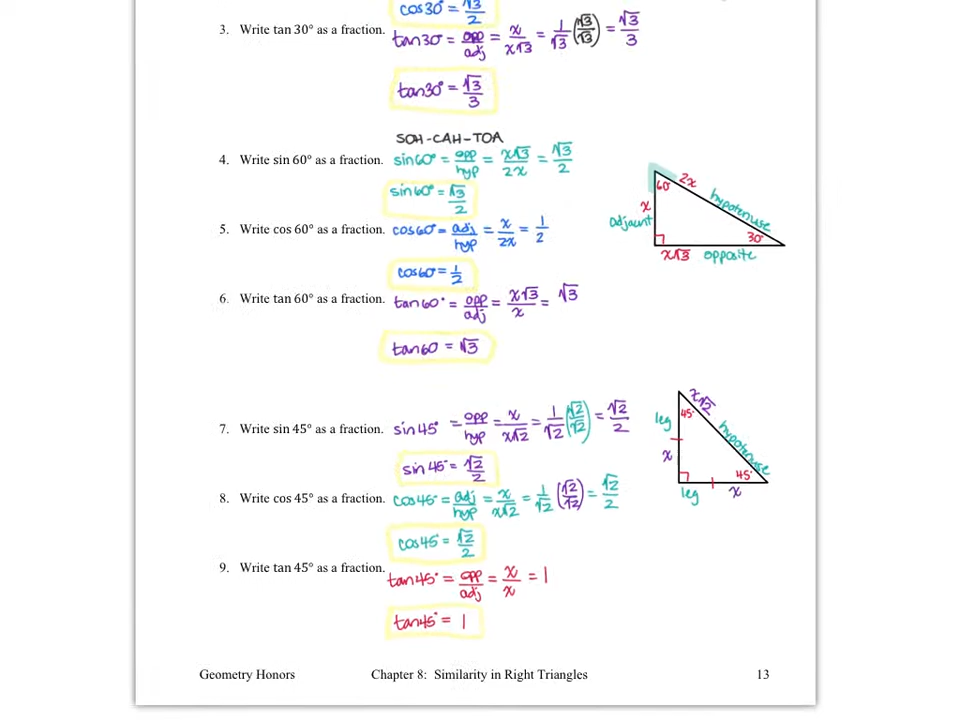 cos30° = √3/2
3. Write tan 30° as a fraction. tan30° = opp/adj = x/x√3 = 1/√3 (√3/√3) = √3/3
tan30° = √3/3
SOH-CAH-TOA
4. Write sin 60° as a fraction. sin60° = opp/hyp = x√3/2x = √3/2
sin60° = √3/2
60° 2x hypotenuse
x
adjacent
30°
x√3 opposite
5. Write cos 60° as a fraction. cos60° = adj/hyp = x/2x = 1/2
cos60° = 1/2
6. Write tan 60° as a fraction. tan60° = opp/adj = x√3/x = √3
tan60 = √3
7. Write sin 45° as a fraction. sin45° = opp/hyp = x/x√2 = 1/√2 (√2/√2) = √2/2
sin45° = √2/2
x√2
leg 45° hypotenuse
x
45°
leg x
8. Write cos 45° as a fraction. cos45° = adj/hyp = x/x√2 = 1/√2 (√2/√2) = √2/2
cos45° = √2/2
9. Write tan 45° as a fraction. tan45° = opp/adj = x/x = 1
tan45° = 1
Geometry Honors Chapter 8: Similarity in Right Triangles 13